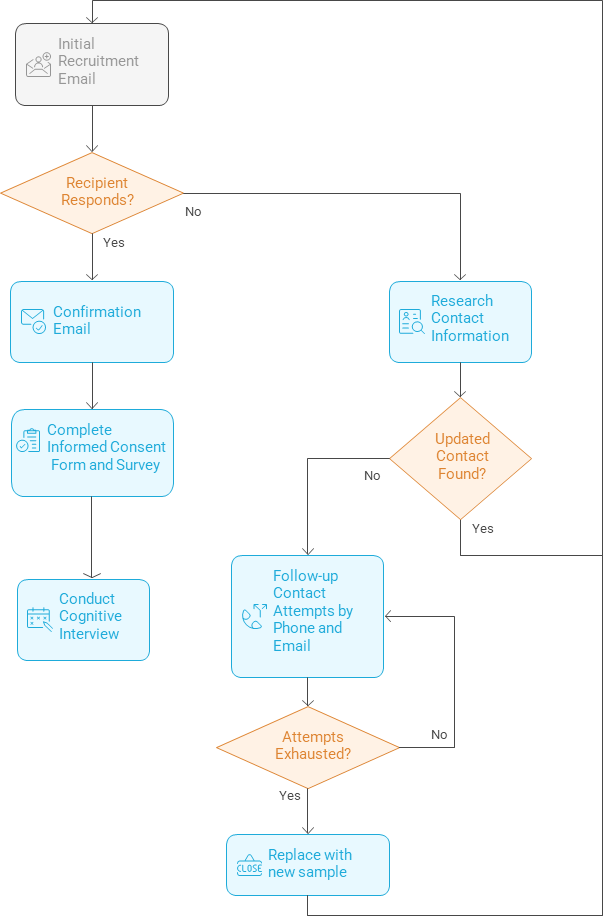 Initial
Recruitment
Email
Recipient
Responds?
No
Yes
Confirmation
Email
Research
Contact
Information
Complete
Informed Consent
Form and Survey
Updated
Contact
Found?
No
Yes
Conduct
Cognitive
Interview
Follow-up
Contact
Attempts by
Phone and
Email
Attempts
Exhausted?
No
Yes
CLOSE
Replace with
new sample